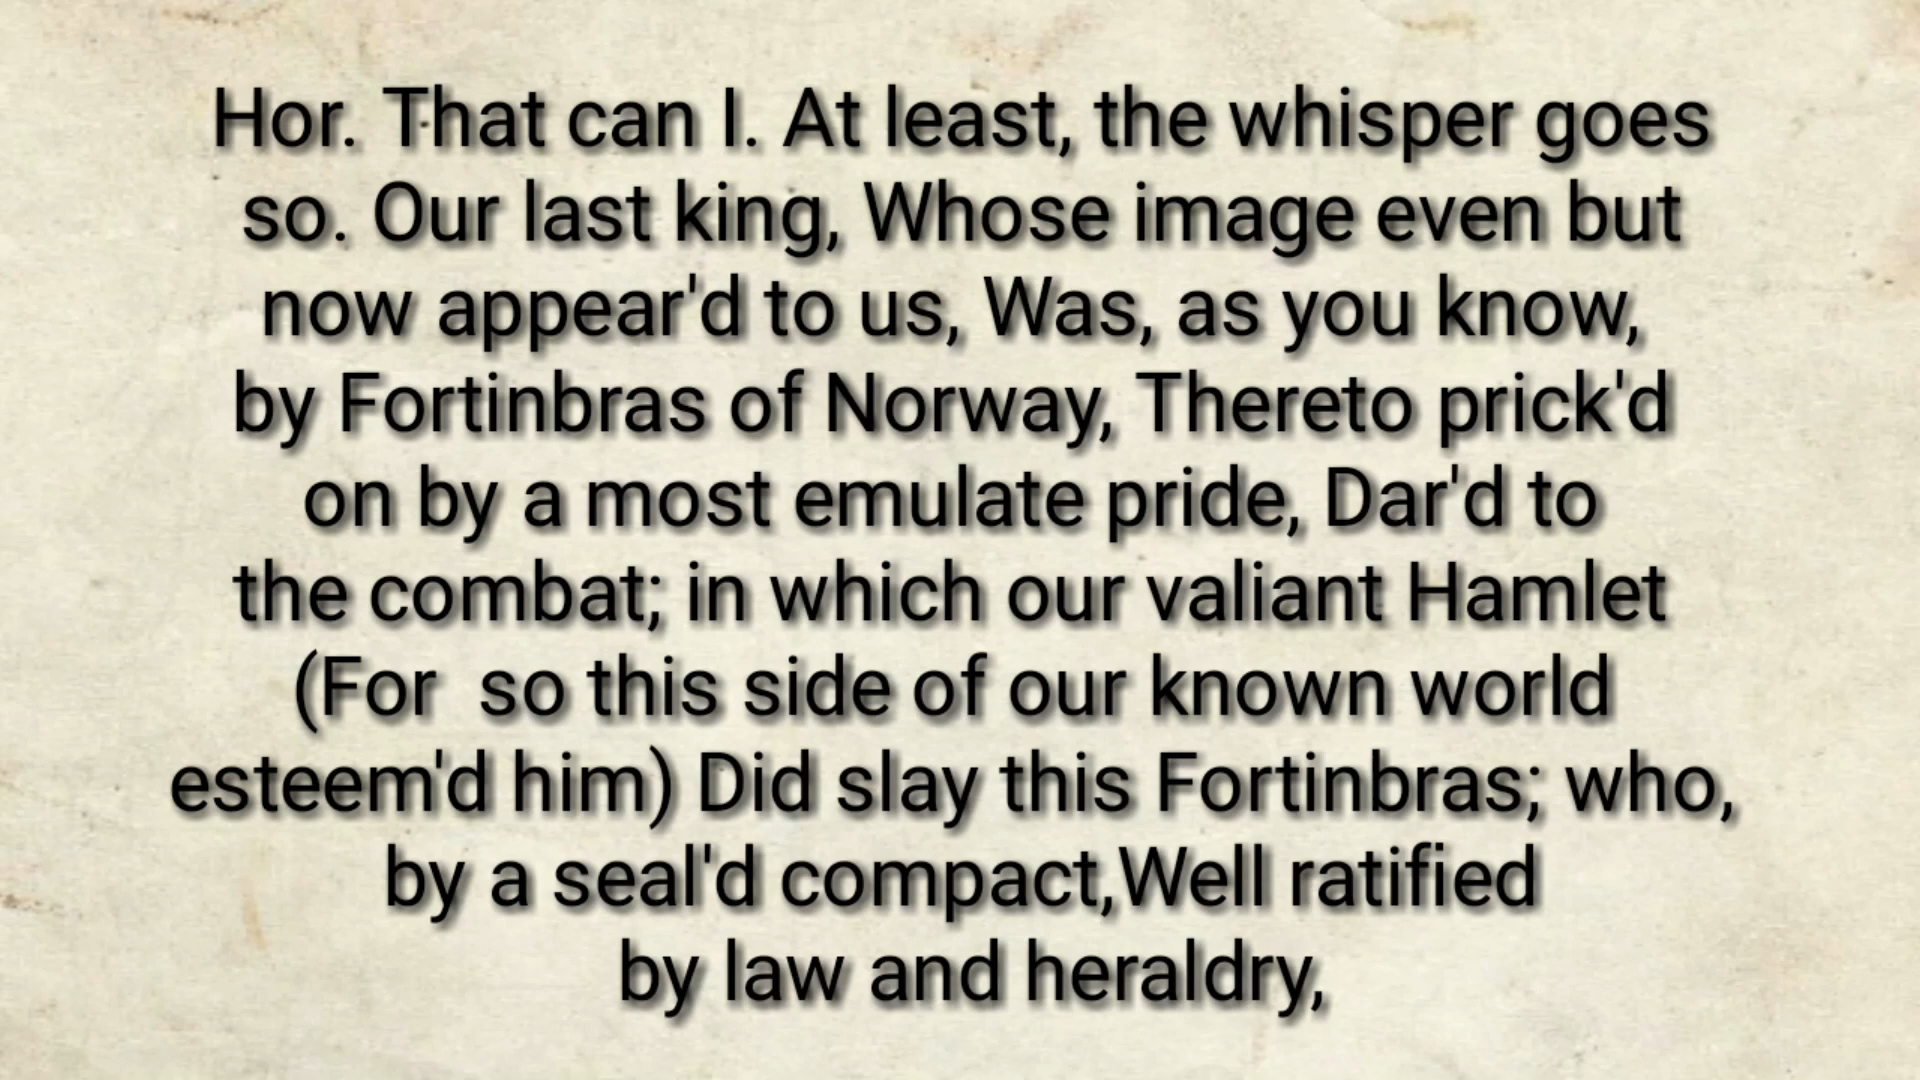 Hor. That can I. At least, the whisper goes
so. Our last king, Whose image even but
now appear'd to us, Was, as you know,
by Fortinbras of Norway, Thereto prick'd
on by a most emulate pride, Dar'd to
the combat; in which our valiant Hamlet
(For  so this side of our known world
esteem'd him) Did slay this Fortinbras; who,
by a seal'd compact,Well ratified
by law and heraldry,